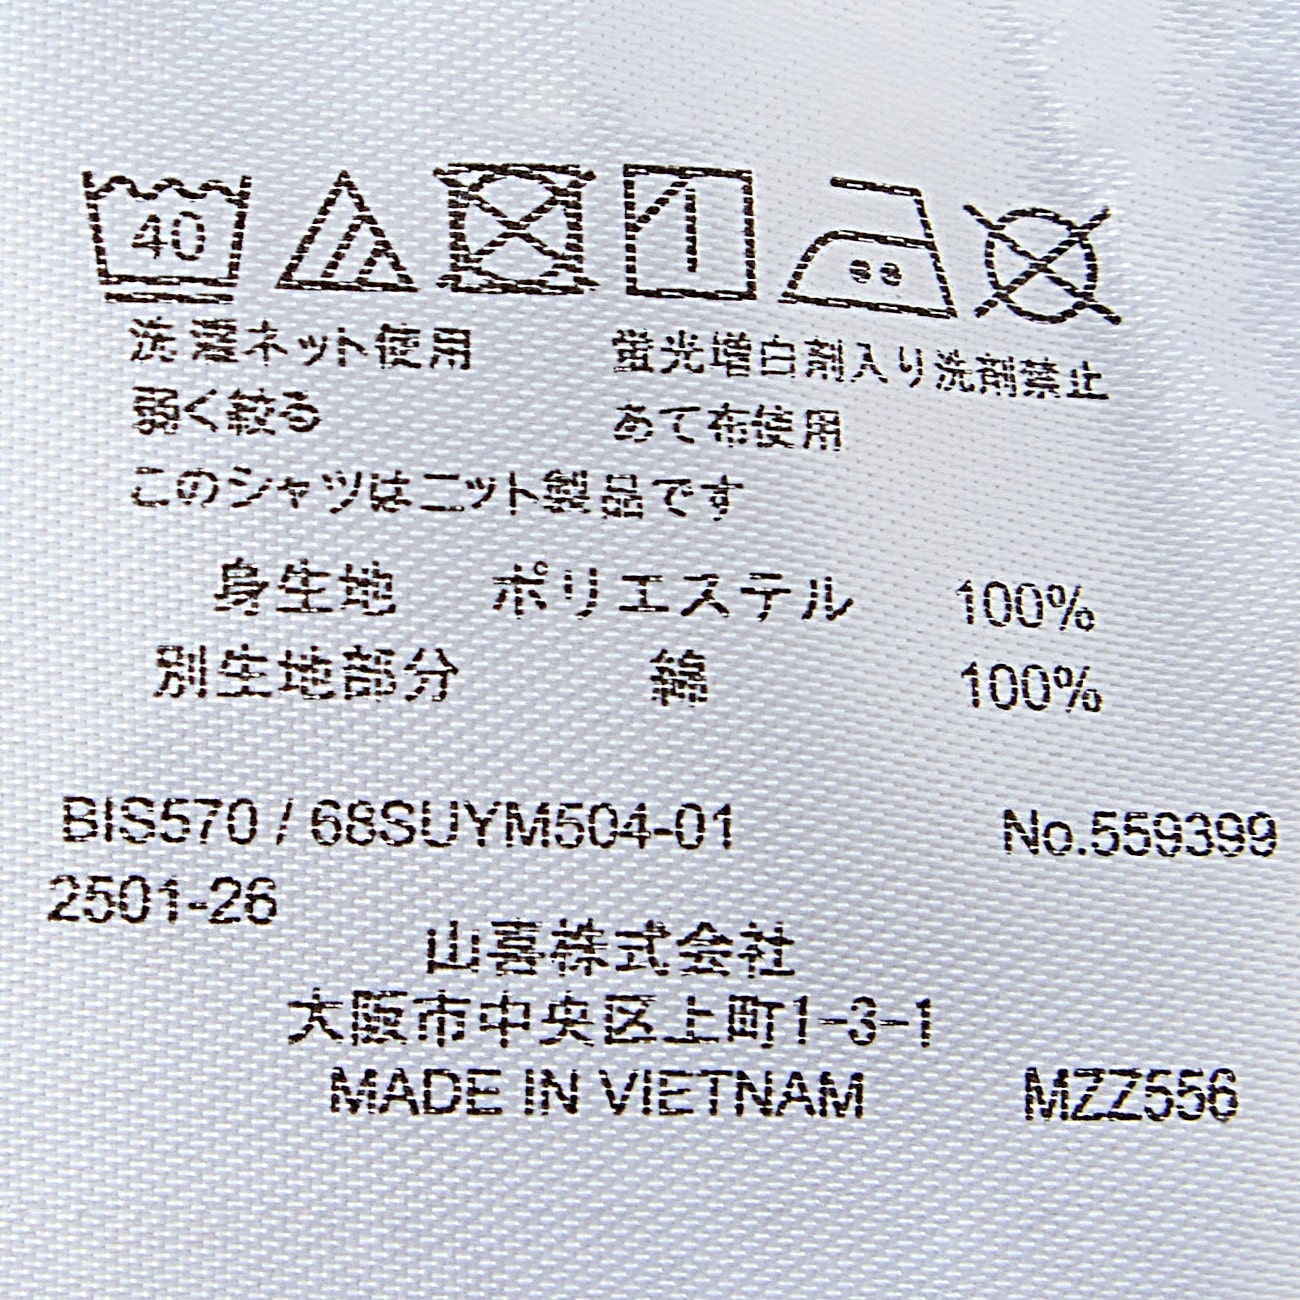 40
洗濯ネット使用 蛍光増白剤入り洗剤禁止
弱く絞る あて布使用
このシャツはニット製品です
身生地 ポリエステル 100%
別生地部分 綿 100%
BIS570 / 68SUYM504-01 No.559399
2501-26
山喜株式会社
大阪市中央区上町1-3-1
MADE IN VIETNAM MZZ556